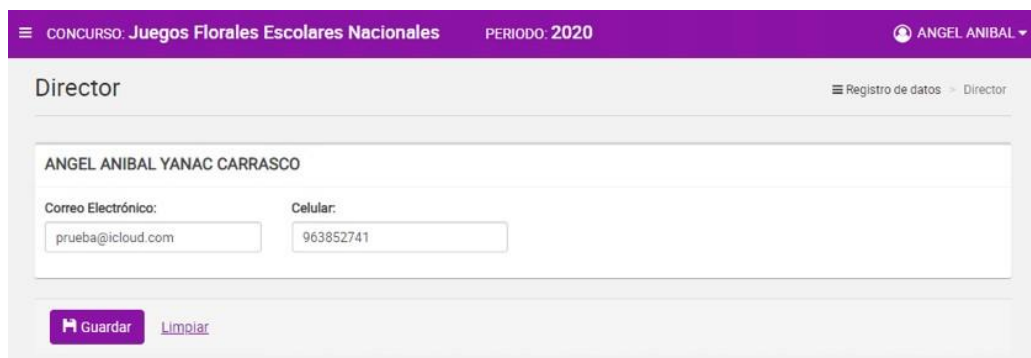 CONCURSO: Juegos Florales Escolares Nacionales PERIODO: 2020 ANGEL ANIBAL
Director Registro de datos > Director
ANGEL ANIBAL YANAC CARRASCO
Correo Electrónico: Celular:
prueba@icloud.com 963852741
Guardar Limpiar